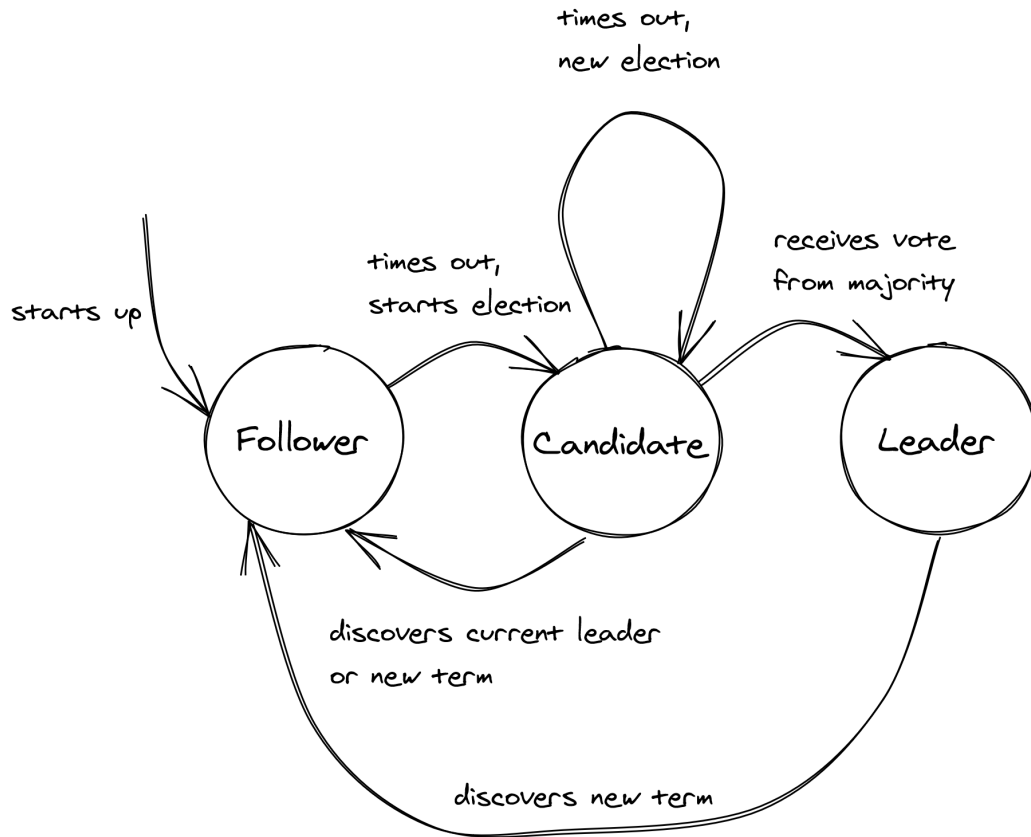 times out,
new election
receives vote
from majority
times out,
starts election
starts up
Follower
Candidate
Leader
discovers current leader
or new term
discovers new term